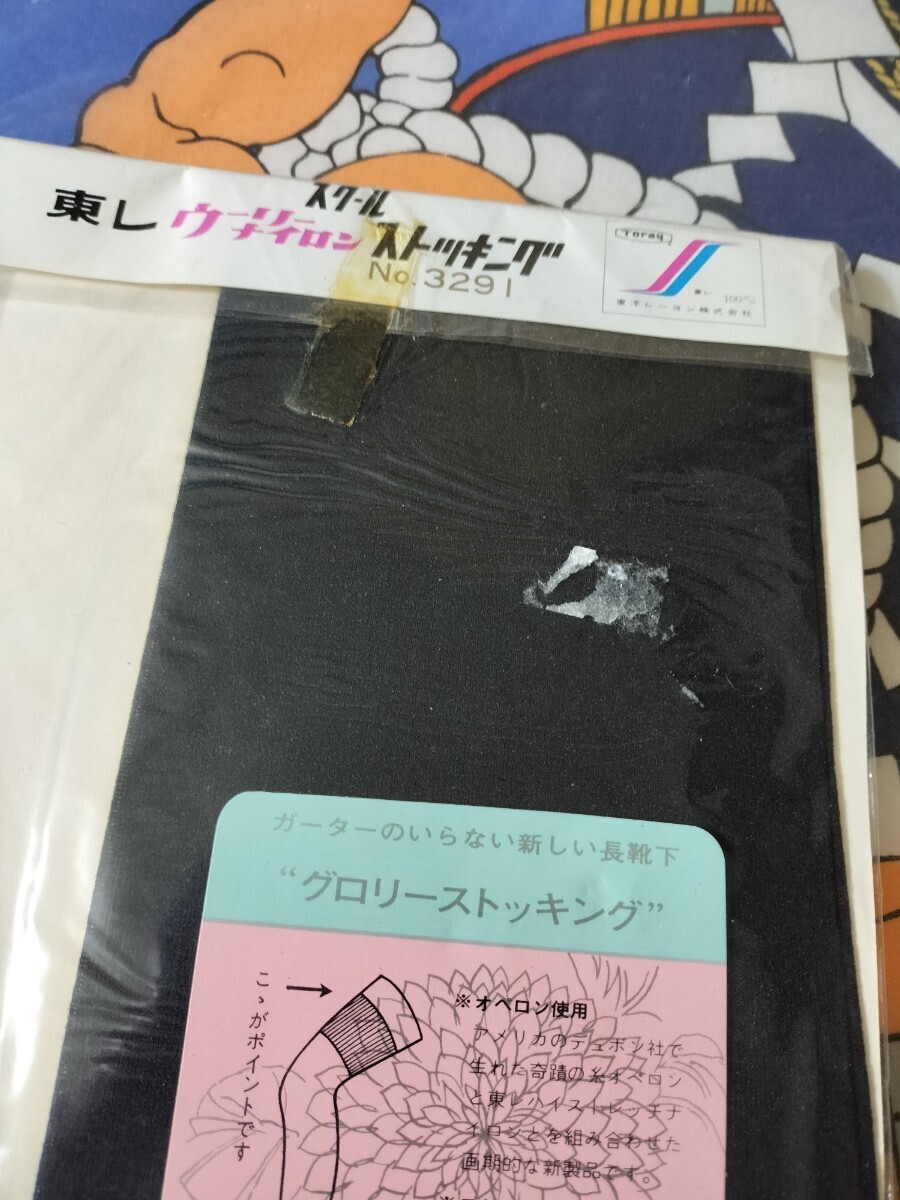 スクール
東レ ウーリーナイロン ストッキング
No.3291
Toray
東レ 100%
東洋レーヨン株式会社
ガーターのいらない新しい長靴下
“グロリーストッキング”
こゝがポイントです
※オペロン使用
アメリカのデュポン社で
生れた奇蹟の糸オペロン
と東レハイストレッチナ
イロンとを組み合わせた
画期的な新製品です。